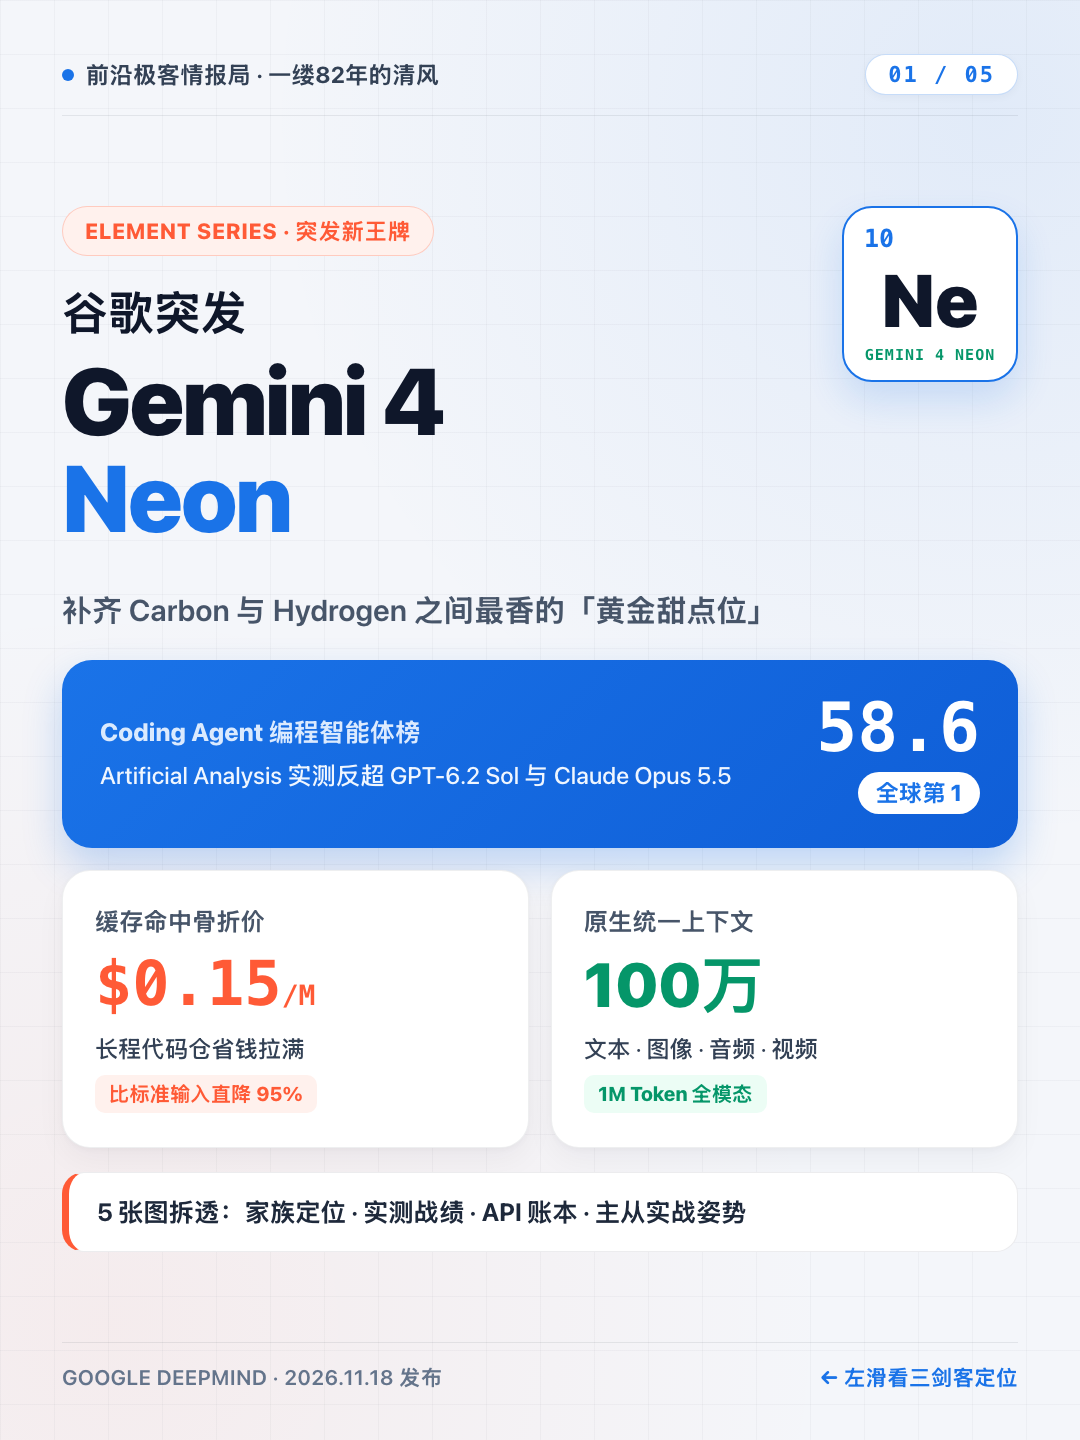 前沿极客情报局 · 一缕82年的清风
01 / 05
ELEMENT SERIES · 突发新王牌
谷歌突发
Gemini 4
Neon
10
Ne
GEMINI 4 NEON
补齐 Carbon 与 Hydrogen 之间最香的「黄金甜点位」
Coding Agent 编程智能体榜
Artificial Analysis 实测反超 GPT-6.2 Sol 与 Claude Opus 5.5
58.6
全球第 1
缓存命中骨折价
$0.15/M
长程代码仓省钱拉满
比标准输入直降 95%
原生统一上下文
100万
文本 · 图像 · 音频 · 视频
1M Token 全模态
5 张图拆透：家族定位 · 实测战绩 · API 账本 · 主从实战姿势
GOOGLE DEEPMIND · 2026.11.18 发布
← 左滑看三剑客定位